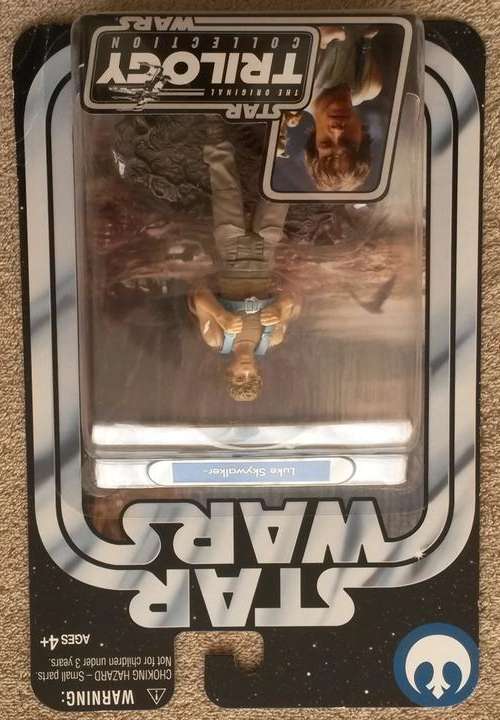 WARNING:
CHOKING HAZARD – Small parts.
Not for children under 3 years.
AGES 4+
STAR
WARS
Luke Skywalker™
STAR
THE ORIGINAL
TRILOGY
COLLECTION
WARS